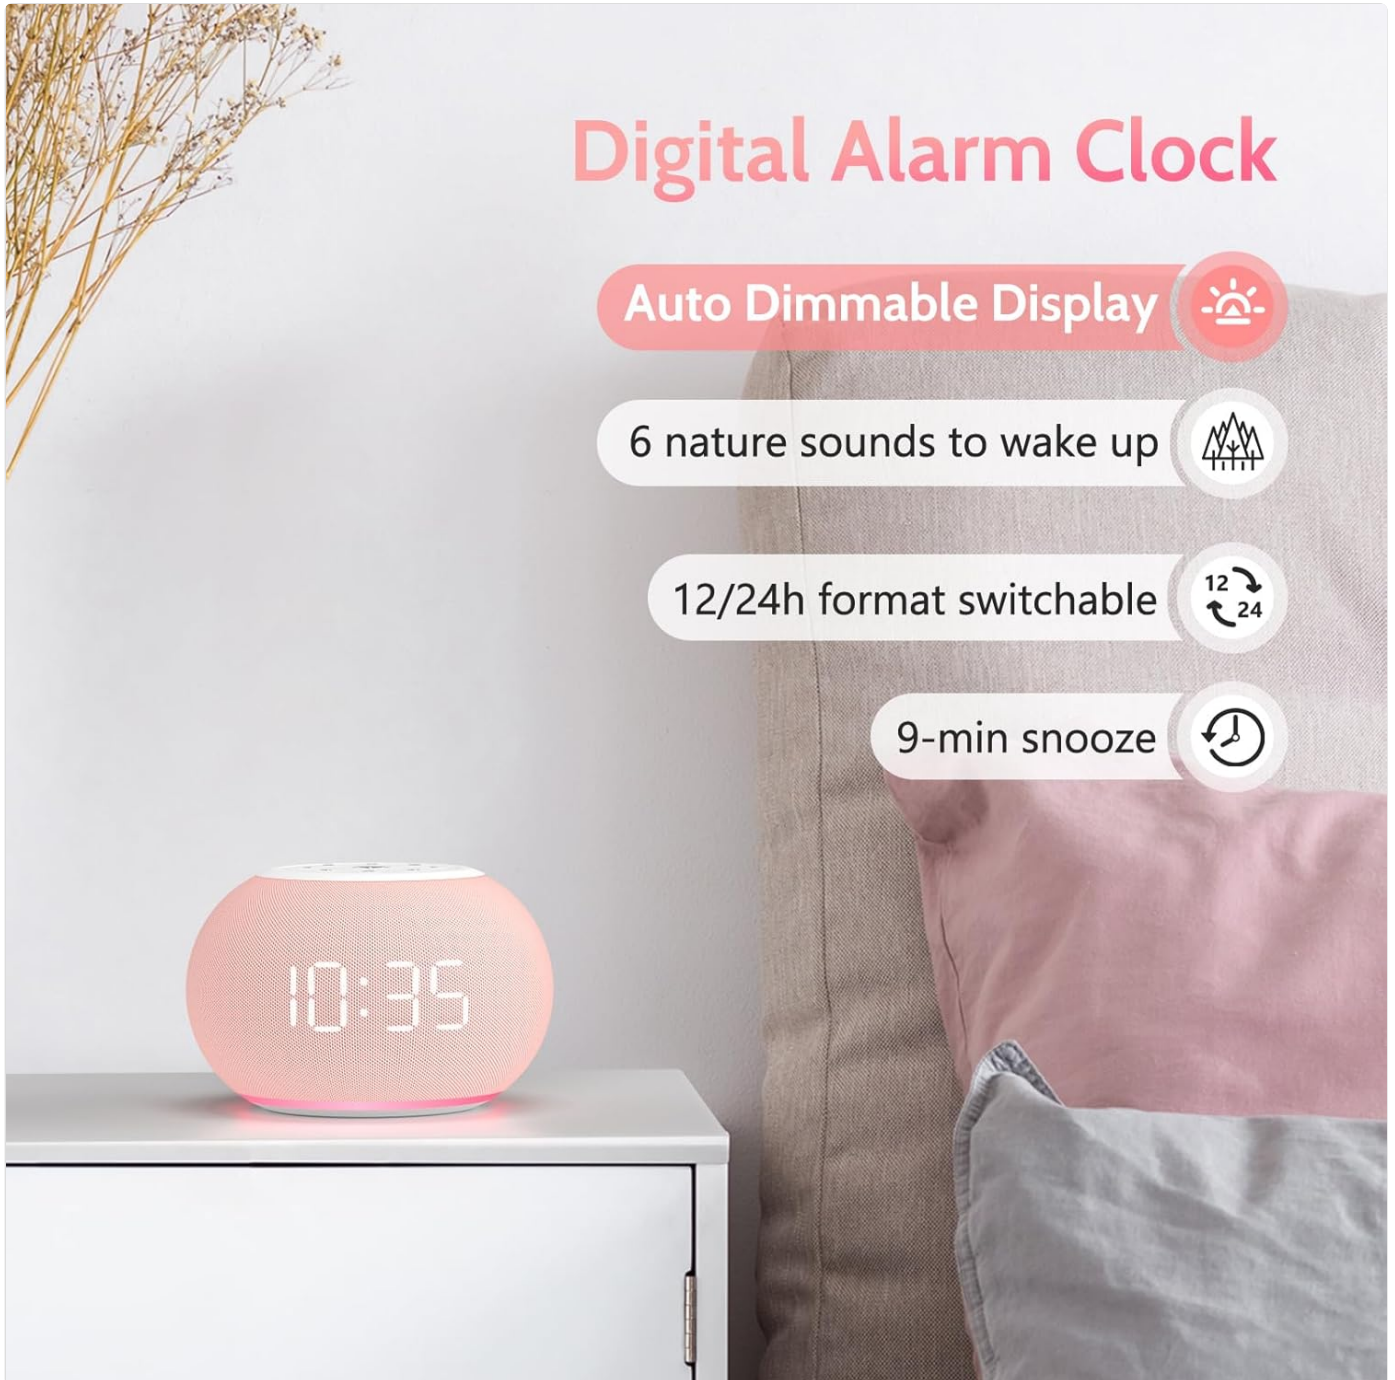 Digital Alarm Clock
Auto Dimmable Display
6 nature sounds to wake up
12/24h format switchable
12
24
9-min snooze
10:35